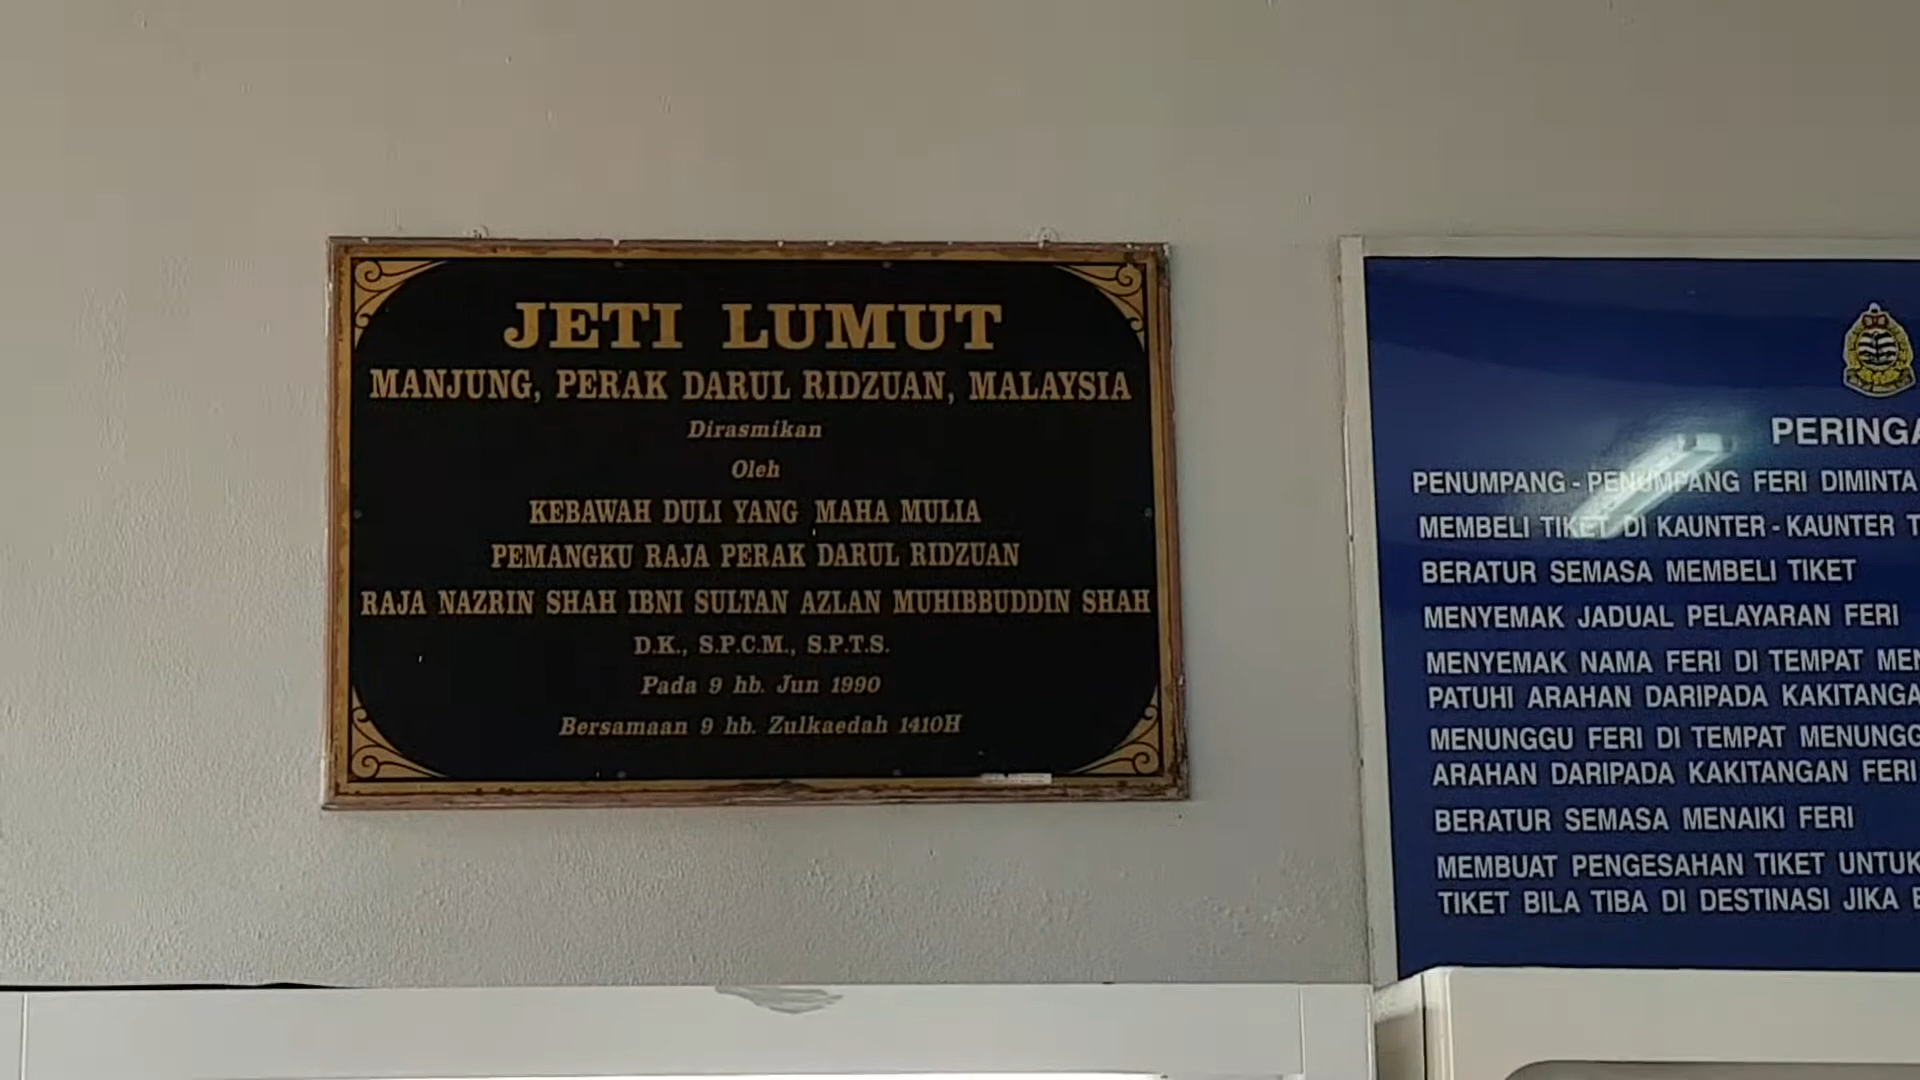 JETI LUMUT
MANJUNG, PERAK DARUL RIDZUAN, MALAYSIA
Dirasmikan
Oleh
KEBAWAH DULI YANG MAHA MULIA
PEMANGKU RAJA PERAK DARUL RIDZUAN
RAJA NAZRIN SHAH IBNI SULTAN AZLAN MUHIBBUDDIN SHAH
D.K., S.P.C.M., S.P.T.S.
Pada 9 hb. Jun 1990
Bersamaan 9 hb. Zulkaedah 1410H
PERINGA
PENUMPANG - PENUMPANG FERI DIMINTA
MEMBELI TIKET DI KAUNTER - KAUNTER T
BERATUR SEMASA MEMBELI TIKET
MENYEMAK JADUAL PELAYARAN FERI
MENYEMAK NAMA FERI DI TEMPAT MEN
PATUHI ARAHAN DARIPADA KAKITANGA
MENUNGGU FERI DI TEMPAT MENUNGG
ARAHAN DARIPADA KAKITANGAN FERI
BERATUR SEMASA MENAIKI FERI
MEMBUAT PENGESAHAN TIKET UNTUK
TIKET BILA TIBA DI DESTINASI JIKA